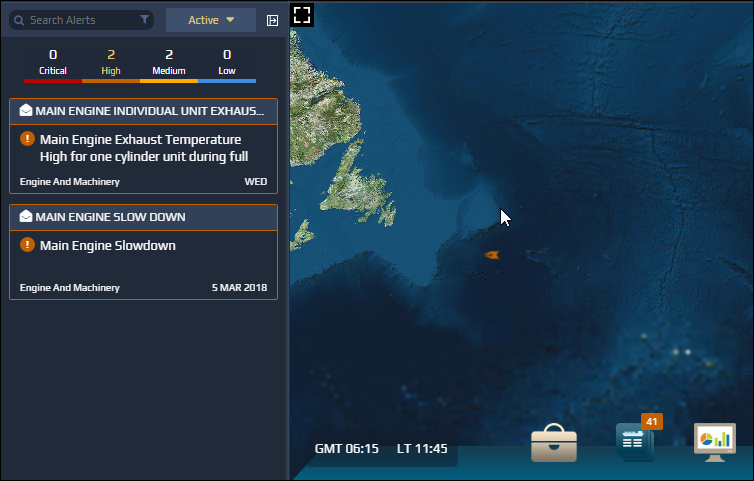 Search Alerts
Active
0
Critical
2
High
2
Medium
0
Low
MAIN ENGINE INDIVIDUAL UNIT EXHAUS...
Main Engine Exhaust Temperature
High for one cylinder unit during full
Engine And Machinery WED
MAIN ENGINE SLOW DOWN
Main Engine Slowdown
Engine And Machinery 5 MAR 2018
41
GMT 06:15 LT 11:45